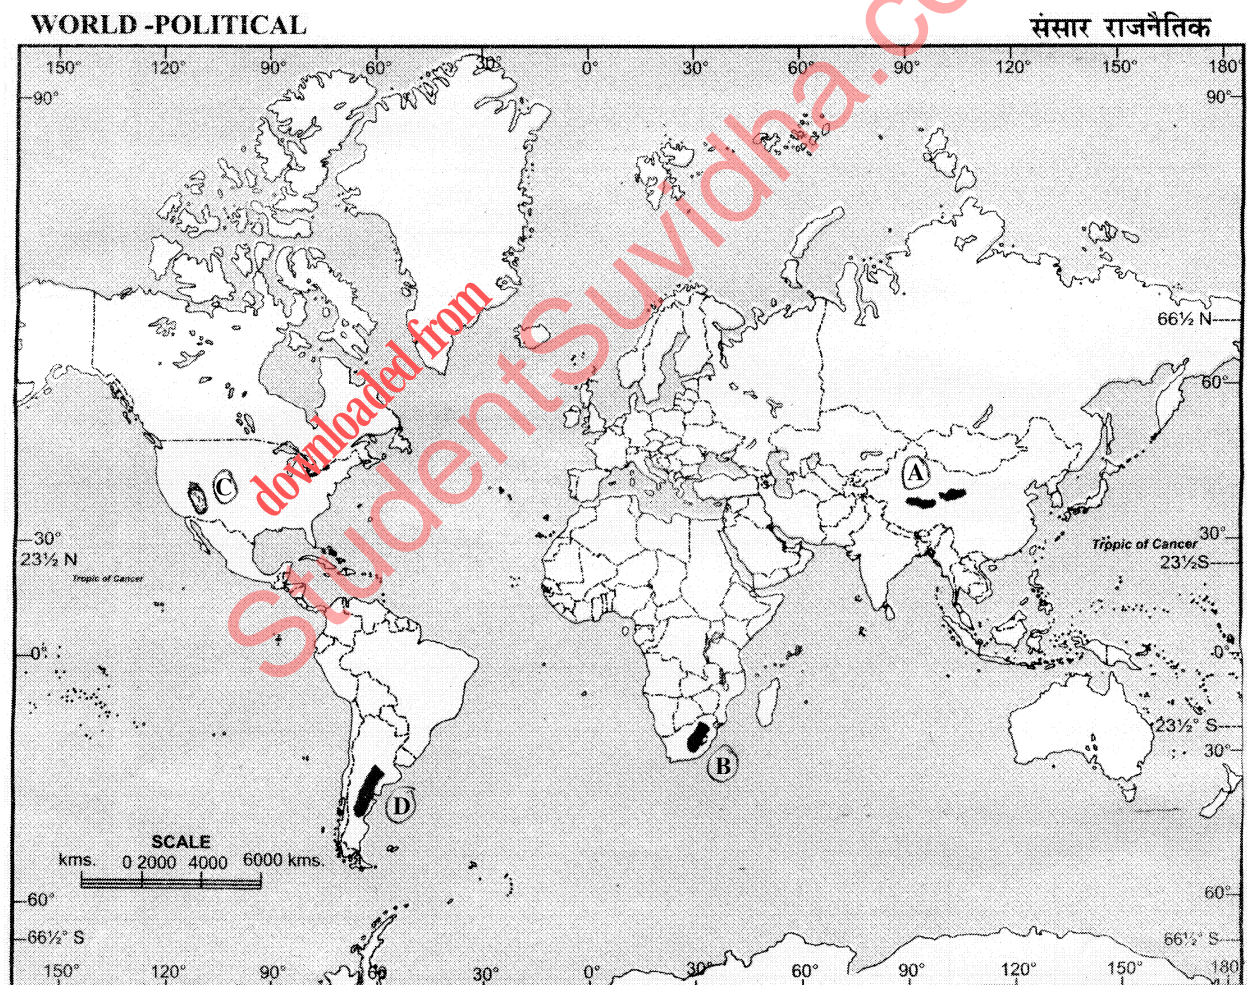 WORLD -POLITICAL
संसार राजनैतिक
150° 120° 90° 60° 30° 0° 30° 60° 90° 120° 150° 180°
90° 90°
66½ N
60°
A
C
30° 30°
23½ N Tropic of Cancer
Tropic of Cancer 23½S
0° 0°
23½° S
30°
B
D
SCALE
kms. 0 2000 4000 6000 kms.
60° 60°
66½° S 66½° S
150° 120° 90° 60 30° 0° 30° 60° 90° 120° 150° 180°
downloaded from
StudentSuvidha.co